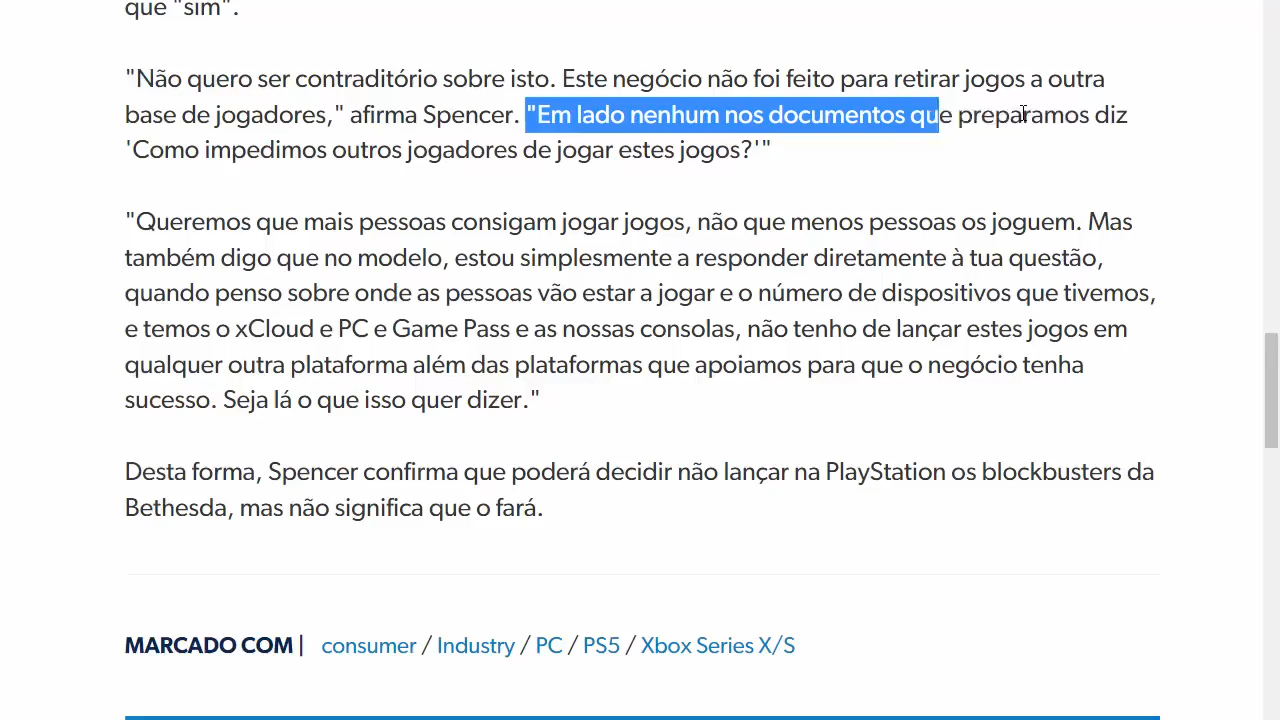 que "sim".
"Não quero ser contraditório sobre isto. Este negócio não foi feito para retirar jogos a outra
base de jogadores," afirma Spencer. "Em lado nenhum nos documentos que preparamos diz
'Como impedimos outros jogadores de jogar estes jogos?'"
"Queremos que mais pessoas consigam jogar jogos, não que menos pessoas os joguem. Mas
também digo que no modelo, estou simplesmente a responder diretamente à tua questão,
quando penso sobre onde as pessoas vão estar a jogar e o número de dispositivos que tivemos,
e temos o xCloud e PC e Game Pass e as nossas consolas, não tenho de lançar estes jogos em
qualquer outra plataforma além das plataformas que apoiamos para que o negócio tenha
sucesso. Seja lá o que isso quer dizer."
Desta forma, Spencer confirma que poderá decidir não lançar na PlayStation os blockbusters da
Bethesda, mas não significa que o fará.
MARCADO COM | consumer / Industry / PC / PS5 / Xbox Series X/S